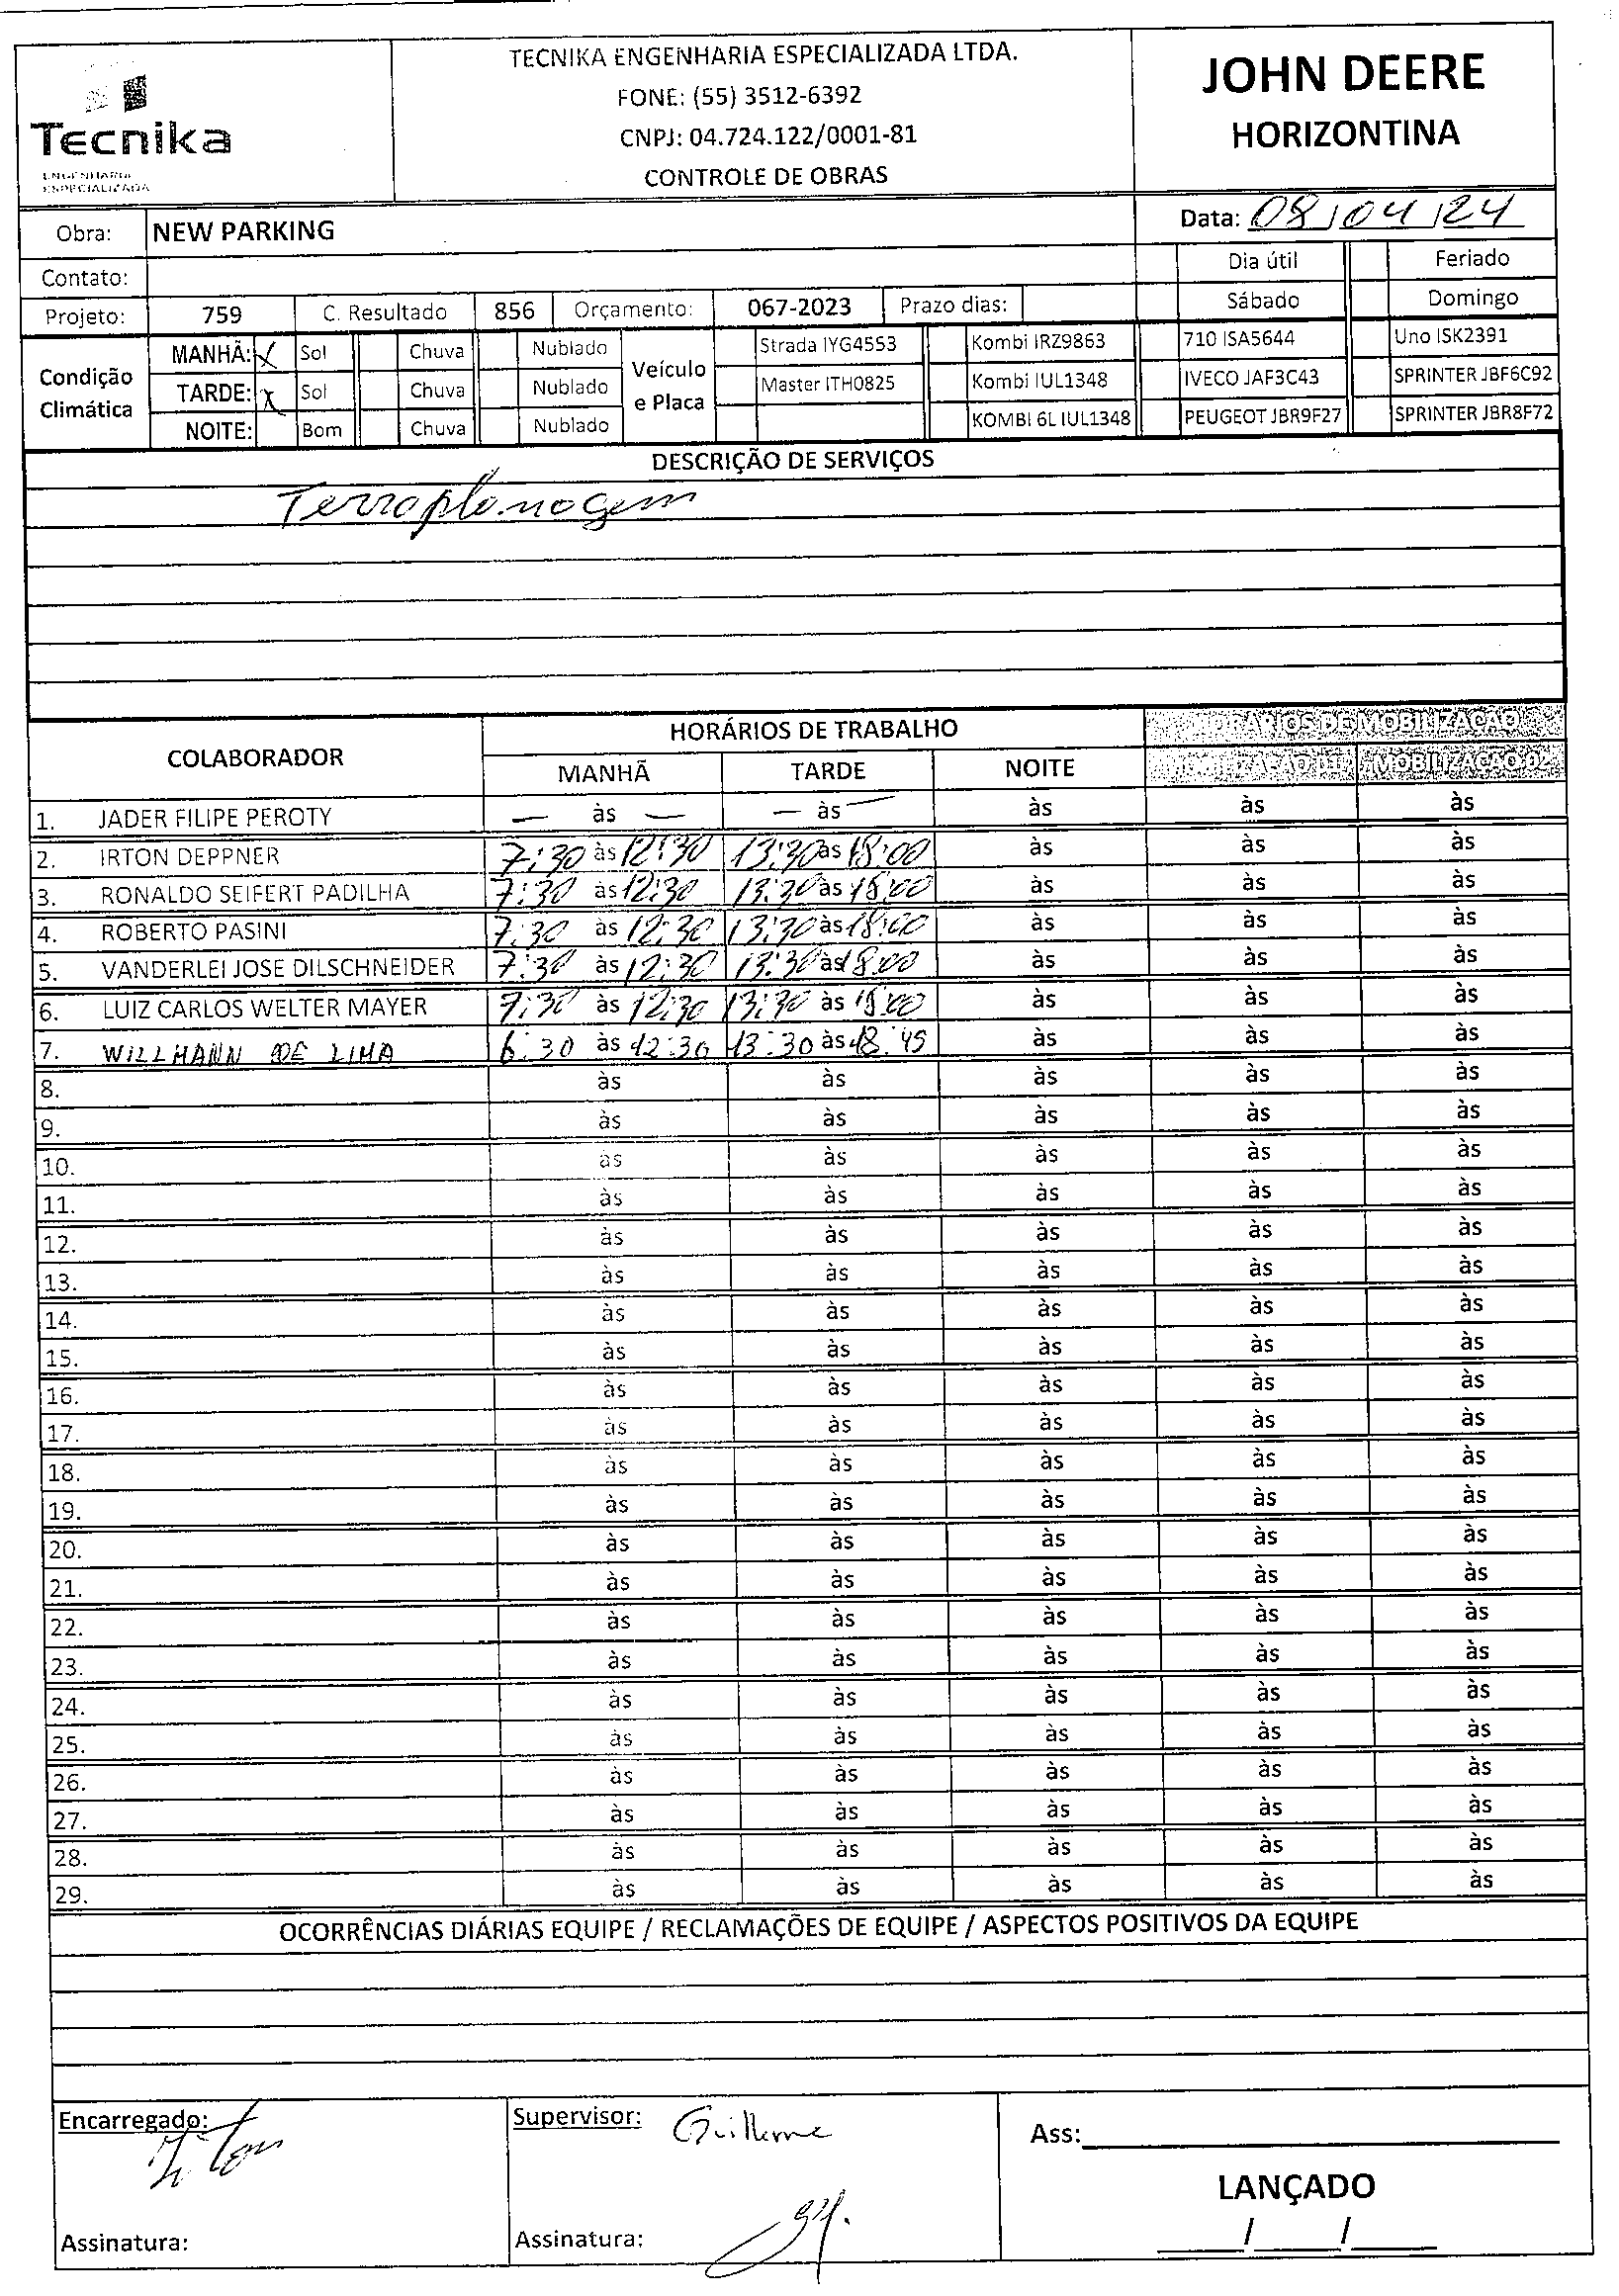 TECNIKA ENGENHARIA ESPECIALIZADA LTDA.
FONE: (55) 3512-6392
CNPJ: 04.724.122/0001-81
CONTROLE DE OBRAS
Tecnika
ENGENHARIA
ESPECIALIZADA
JOHN DEERE
HORIZONTINA
Obra: NEW PARKING
Data: 08/04/24
Contato:
Dia útil Feriado
Projeto: 759 C. Resultado 856 Orçamento: 067-2023 Prazo dias:
Sábado Domingo
Condição Climática
MANHÃ: X Sol Chuva Nublado
TARDE: X Sol Chuva Nublado
NOITE: Bom Chuva Nublado
Veículo e Placa
Strada IYG4553 Kombi IRZ9863 710 ISA5644 Uno ISK2391
Master ITH0825 Kombi IUL1348 IVECO JAF3C43 SPRINTER JBF6C92
KOMBI 6L IUL1348 PEUGEOT JBR9F27 SPRINTER JBR8F72
DESCRIÇÃO DE SERVIÇOS
Terraplanagem
COLABORADOR HORÁRIOS DE TRABALHO HORÁRIOS DE MOBILIZAÇÃO
MANHÃ TARDE NOITE MOBILIZAÇÃO 01 MOBILIZAÇÃO 02
1. JADER FILIPE PEROTY — às — — às — às às às
2. IRTON DEPPNER 7:30 às 12:30 13:30 às 18:00 às às às
3. RONALDO SEIFERT PADILHA 7:30 às 12:30 13:30 às 18:00 às às às
4. ROBERTO PASINI 7:30 às 12:30 13:30 às 18:00 às às às
5. VANDERLEI JOSE DILSCHNEIDER 7:30 às 12:30 13:30 às 18:00 às às às
6. LUIZ CARLOS WELTER MAYER 7:30 às 12:30 13:30 às 18:00 às às às
7. WILLMANN DE LIMA 6:30 às 12:30 13:30 às 18:45 às às às
8. às às às às às
9. às às às às às
10. às às às às às
11. às às às às às
12. às às às às às
13. às às às às às
14. às às às às às
15. às às às às às
16. às às às às às
17. às às às às às
18. às às às às às
19. às às às às às
20. às às às às às
21. às às às às às
22. às às às às às
23. às às às às às
24. às às às às às
25. às às às às às
26. às às às às às
27. às às às às às
28. às às às às às
29. às às às às às
OCORRÊNCIAS DIÁRIAS EQUIPE / RECLAMAÇÕES DE EQUIPE / ASPECTOS POSITIVOS DA EQUIPE
Encarregado: Irton
Supervisor: Guilherme
Ass:
LANÇADO
Assinatura:
Assinatura:
/ /